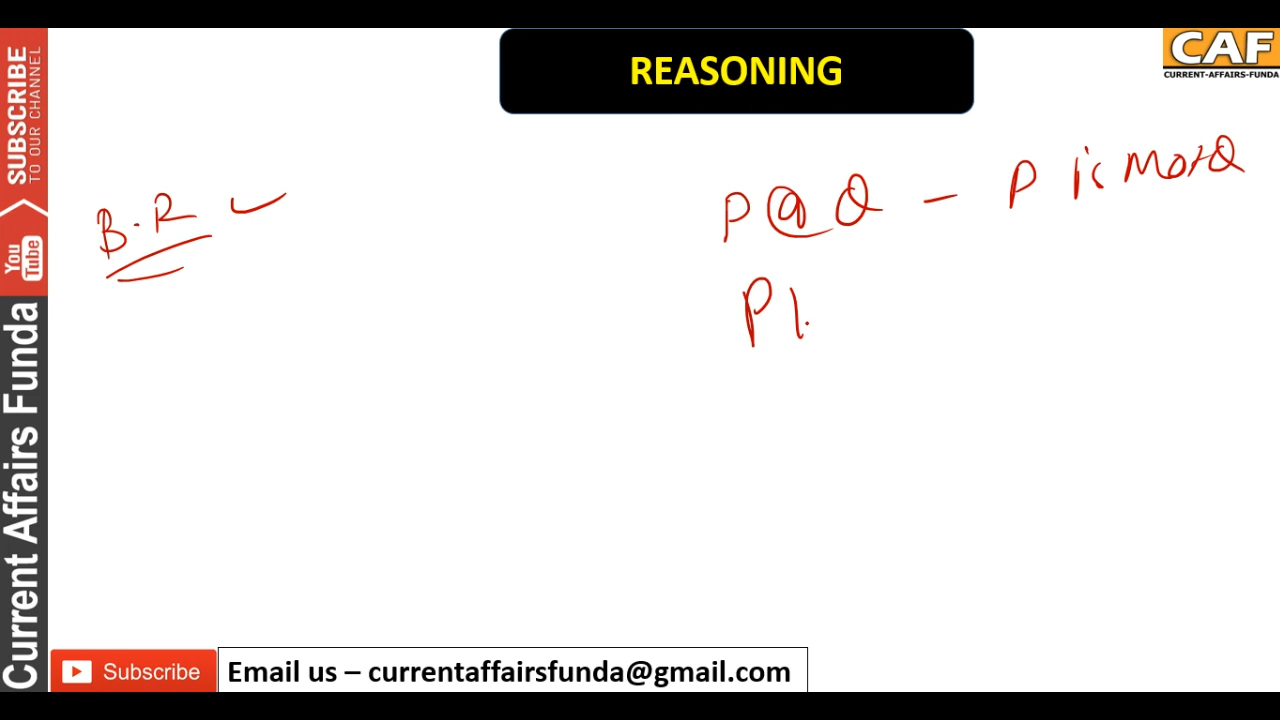 REASONING
CAF
CURRENT-AFFAIRS-FUNDA
SUBSCRIBE
TO OUR CHANNEL
You Tube
Current Affairs Funda
B.R
P @ Q - P is M of Q
P
Subscribe
Email us – currentaffairsfunda@gmail.com